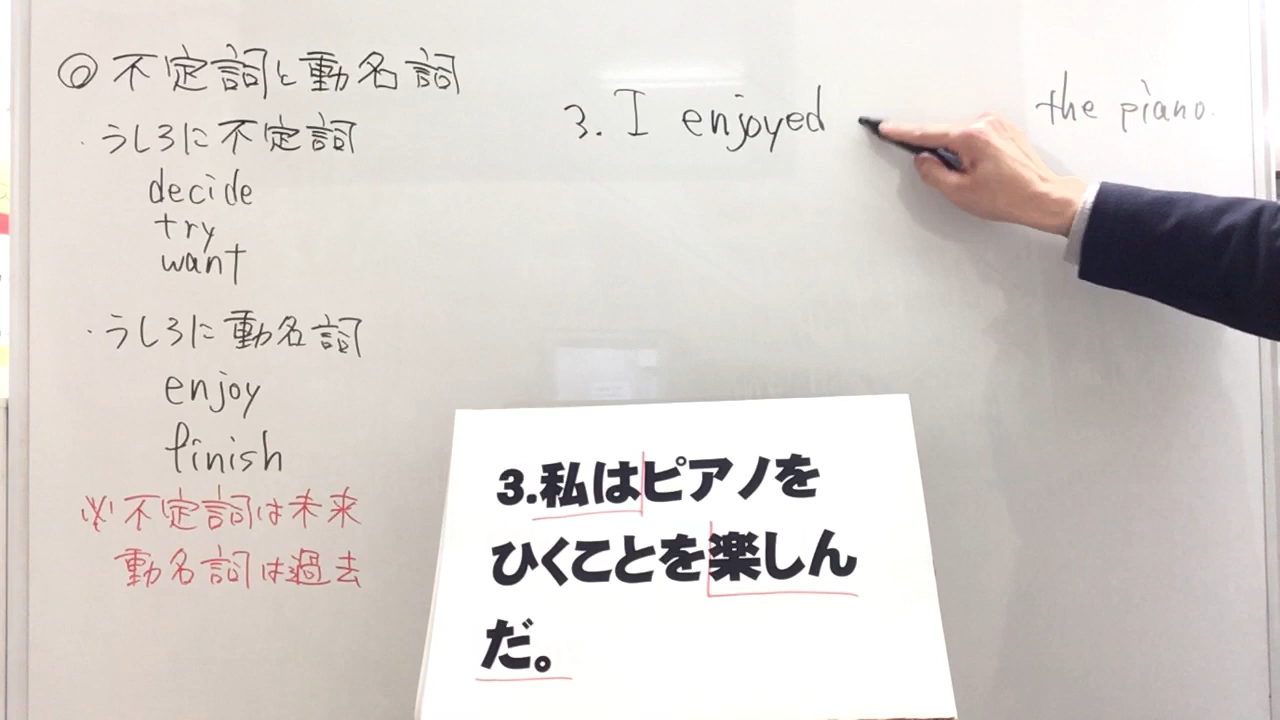 ◎不定詞と動名詞
・うしろに不定詞
decide
try
want
・うしろに動名詞
enjoy
finish
※不定詞は未来
動名詞は過去
3. I enjoyed the piano.
3.私はピアノを
ひくことを楽しん
だ。